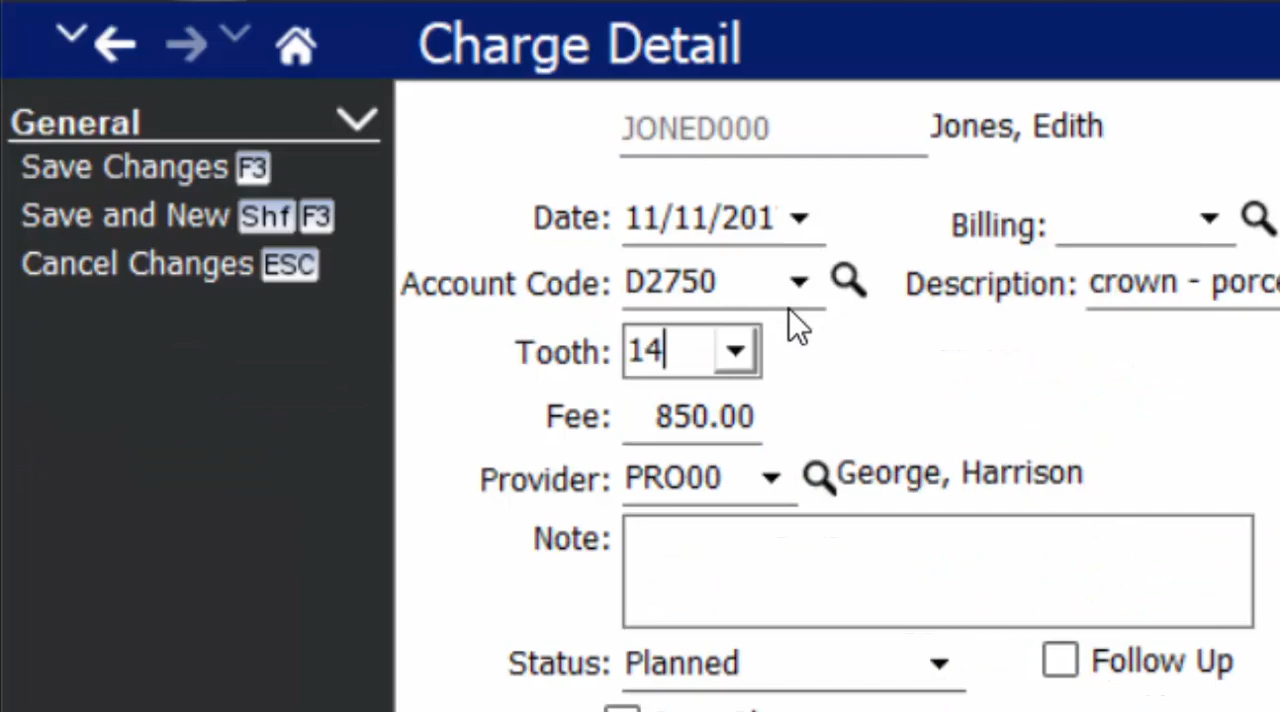 Charge Detail
General
Save Changes F3
Save and New Shf F3
Cancel Changes ESC
JONED000 Jones, Edith
Date: 11/11/201 Billing:
Account Code: D2750 Description: crown - porce
Tooth: 14
Fee: 850.00
Provider: PRO00 George, Harrison
Note:
Status: Planned Follow Up